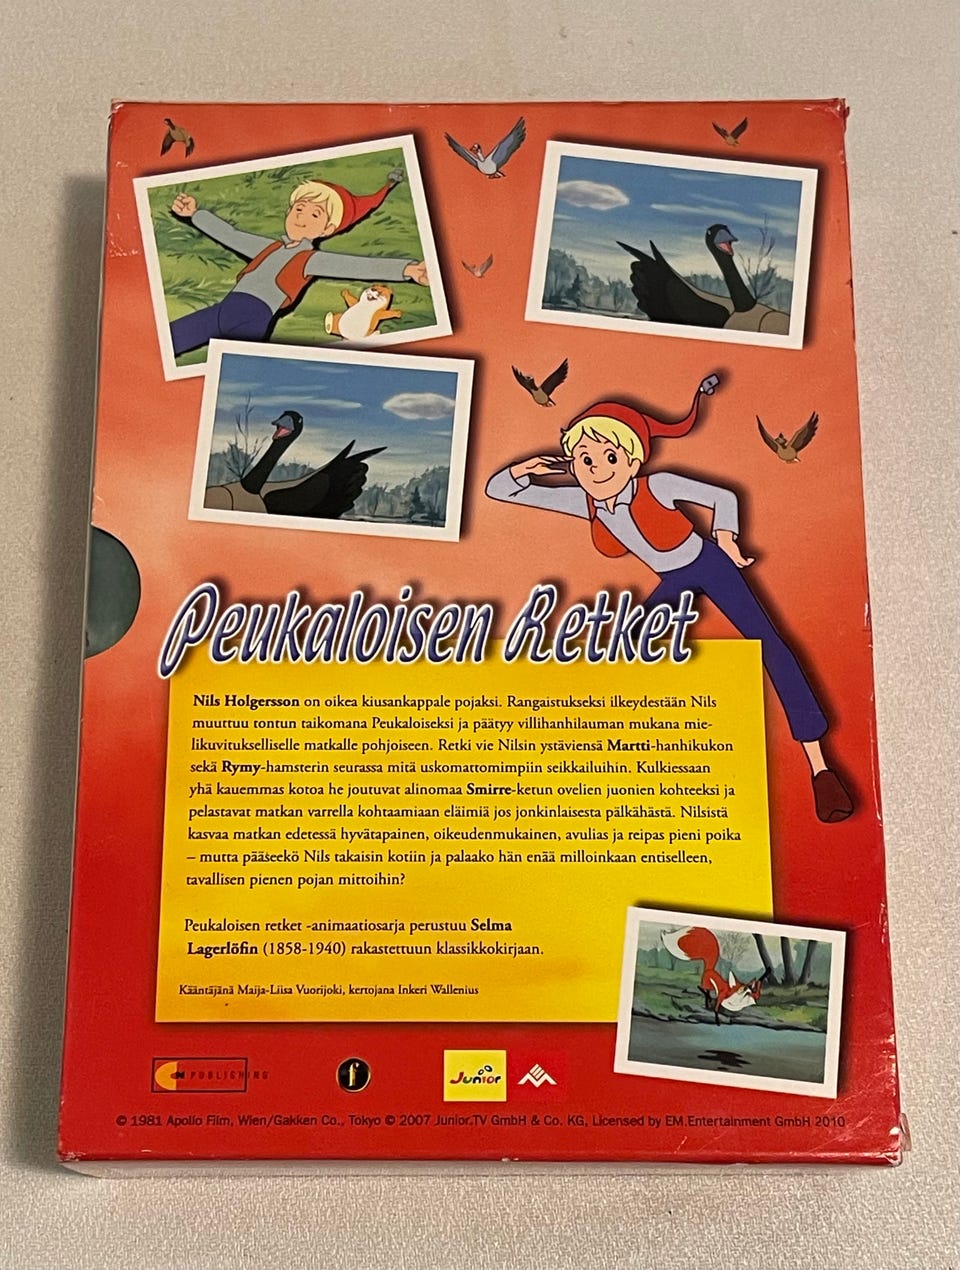 Peukaloisen Retket
Nils Holgersson on oikea kiusankappale pojaksi. Rangaistukseksi ilkeydestään Nils
muuttuu tontun taikomana Peukaloiseksi ja päätyy villihanhilauman mukana mie-
likuvitukselliselle matkalle pohjoiseen. Retki vie Nilsin ystäviensä Martti-hanhikukon
sekä Rymy-hamsterin seurassa mitä uskomattomimpiin seikkailuihin. Kulkiessaan
yhä kauemmas kotoa he joutuvat alinomaa Smirre-ketun ovelien juonien kohteeksi ja
pelastavat matkan varrella kohtaamiaan eläimiä jos jonkinlaisesta pälkähästä. Nilsistä
kasvaa matkan edetessä hyvätapainen, oikeudenmukainen, avulias ja reipas pieni poika
– mutta pääseekö Nils takaisin kotiin ja palaako hän enää milloinkaan entiselleen,
tavallisen pienen pojan mittoihin?
Peukaloisen retket -animaatiosarja perustuu Selma
Lagerlöfin (1858-1940) rakastettuun klassikkokirjaan.
Kääntäjänä Maija-Liisa Vuorijoki, kertojana Inkeri Wallenius
PUBLISHING
f
Junior
© 1981 Apollo Film, Wien/Gakken Co., Tokyo © 2007 Junior.TV GmbH & Co. KG, Licensed by EM.Entertainment GmbH 2010